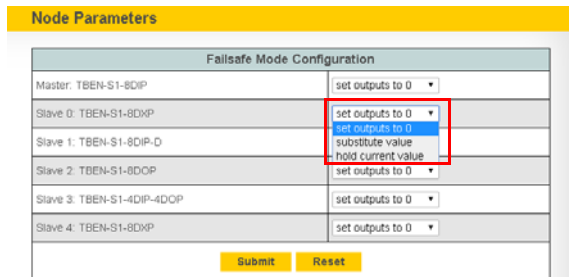 Node Parameters
Failsafe Mode Configuration
Master: TBEN-S1-8DIP set outputs to 0
Slave 0: TBEN-S1-8DXP set outputs to 0
set outputs to 0
Slave 1: TBEN-S1-8DIP-D substitute value
hold current value
Slave 2: TBEN-S1-8DOP set outputs to 0
Slave 3: TBEN-S1-4DIP-4DOP set outputs to 0
Slave 4: TBEN-S1-8DXP set outputs to 0
Submit Reset